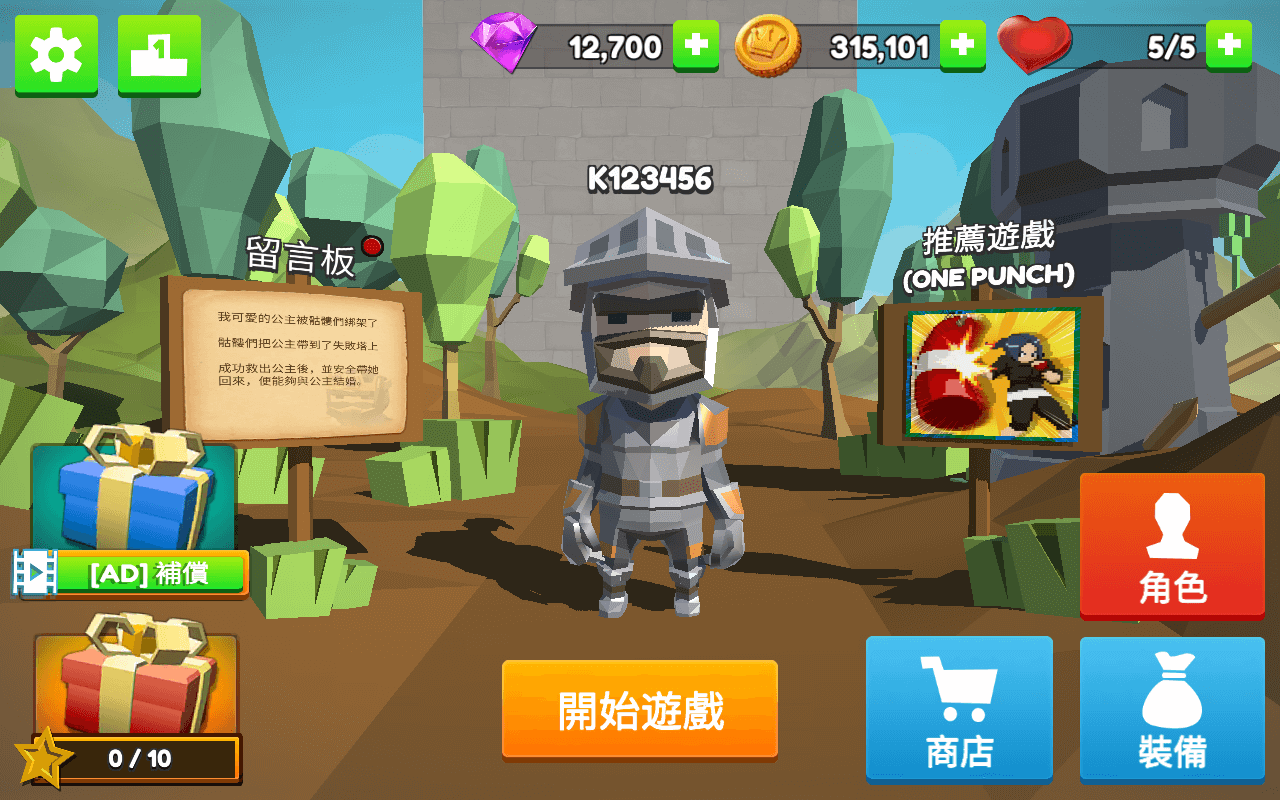 1
12,700
315,101
5/5
K123456
留言板
推薦遊戲
(ONE PUNCH)
我可愛的公主被骷髏們綁架了
骷髏們把公主帶到了失敗塔上
成功救出公主後，並安全帶她
回來，便能夠與公主結婚。
[AD] 補償
角色
0 / 10
開始遊戲
商店
裝備